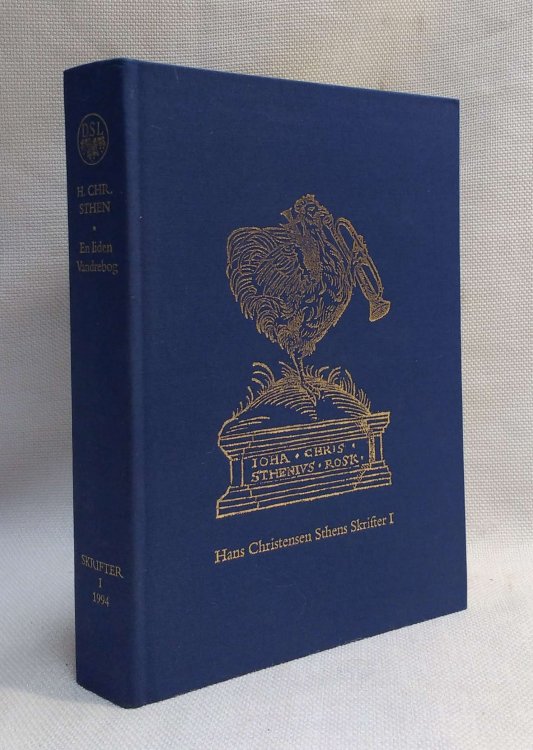 DSL
H. CHR.
STHEN
En liden
Vandrebog
SKRIFTER
I
1994
IOHA • CHRIS •
STHENIVS • ROSK •
Hans Christensen Sthens Skrifter I